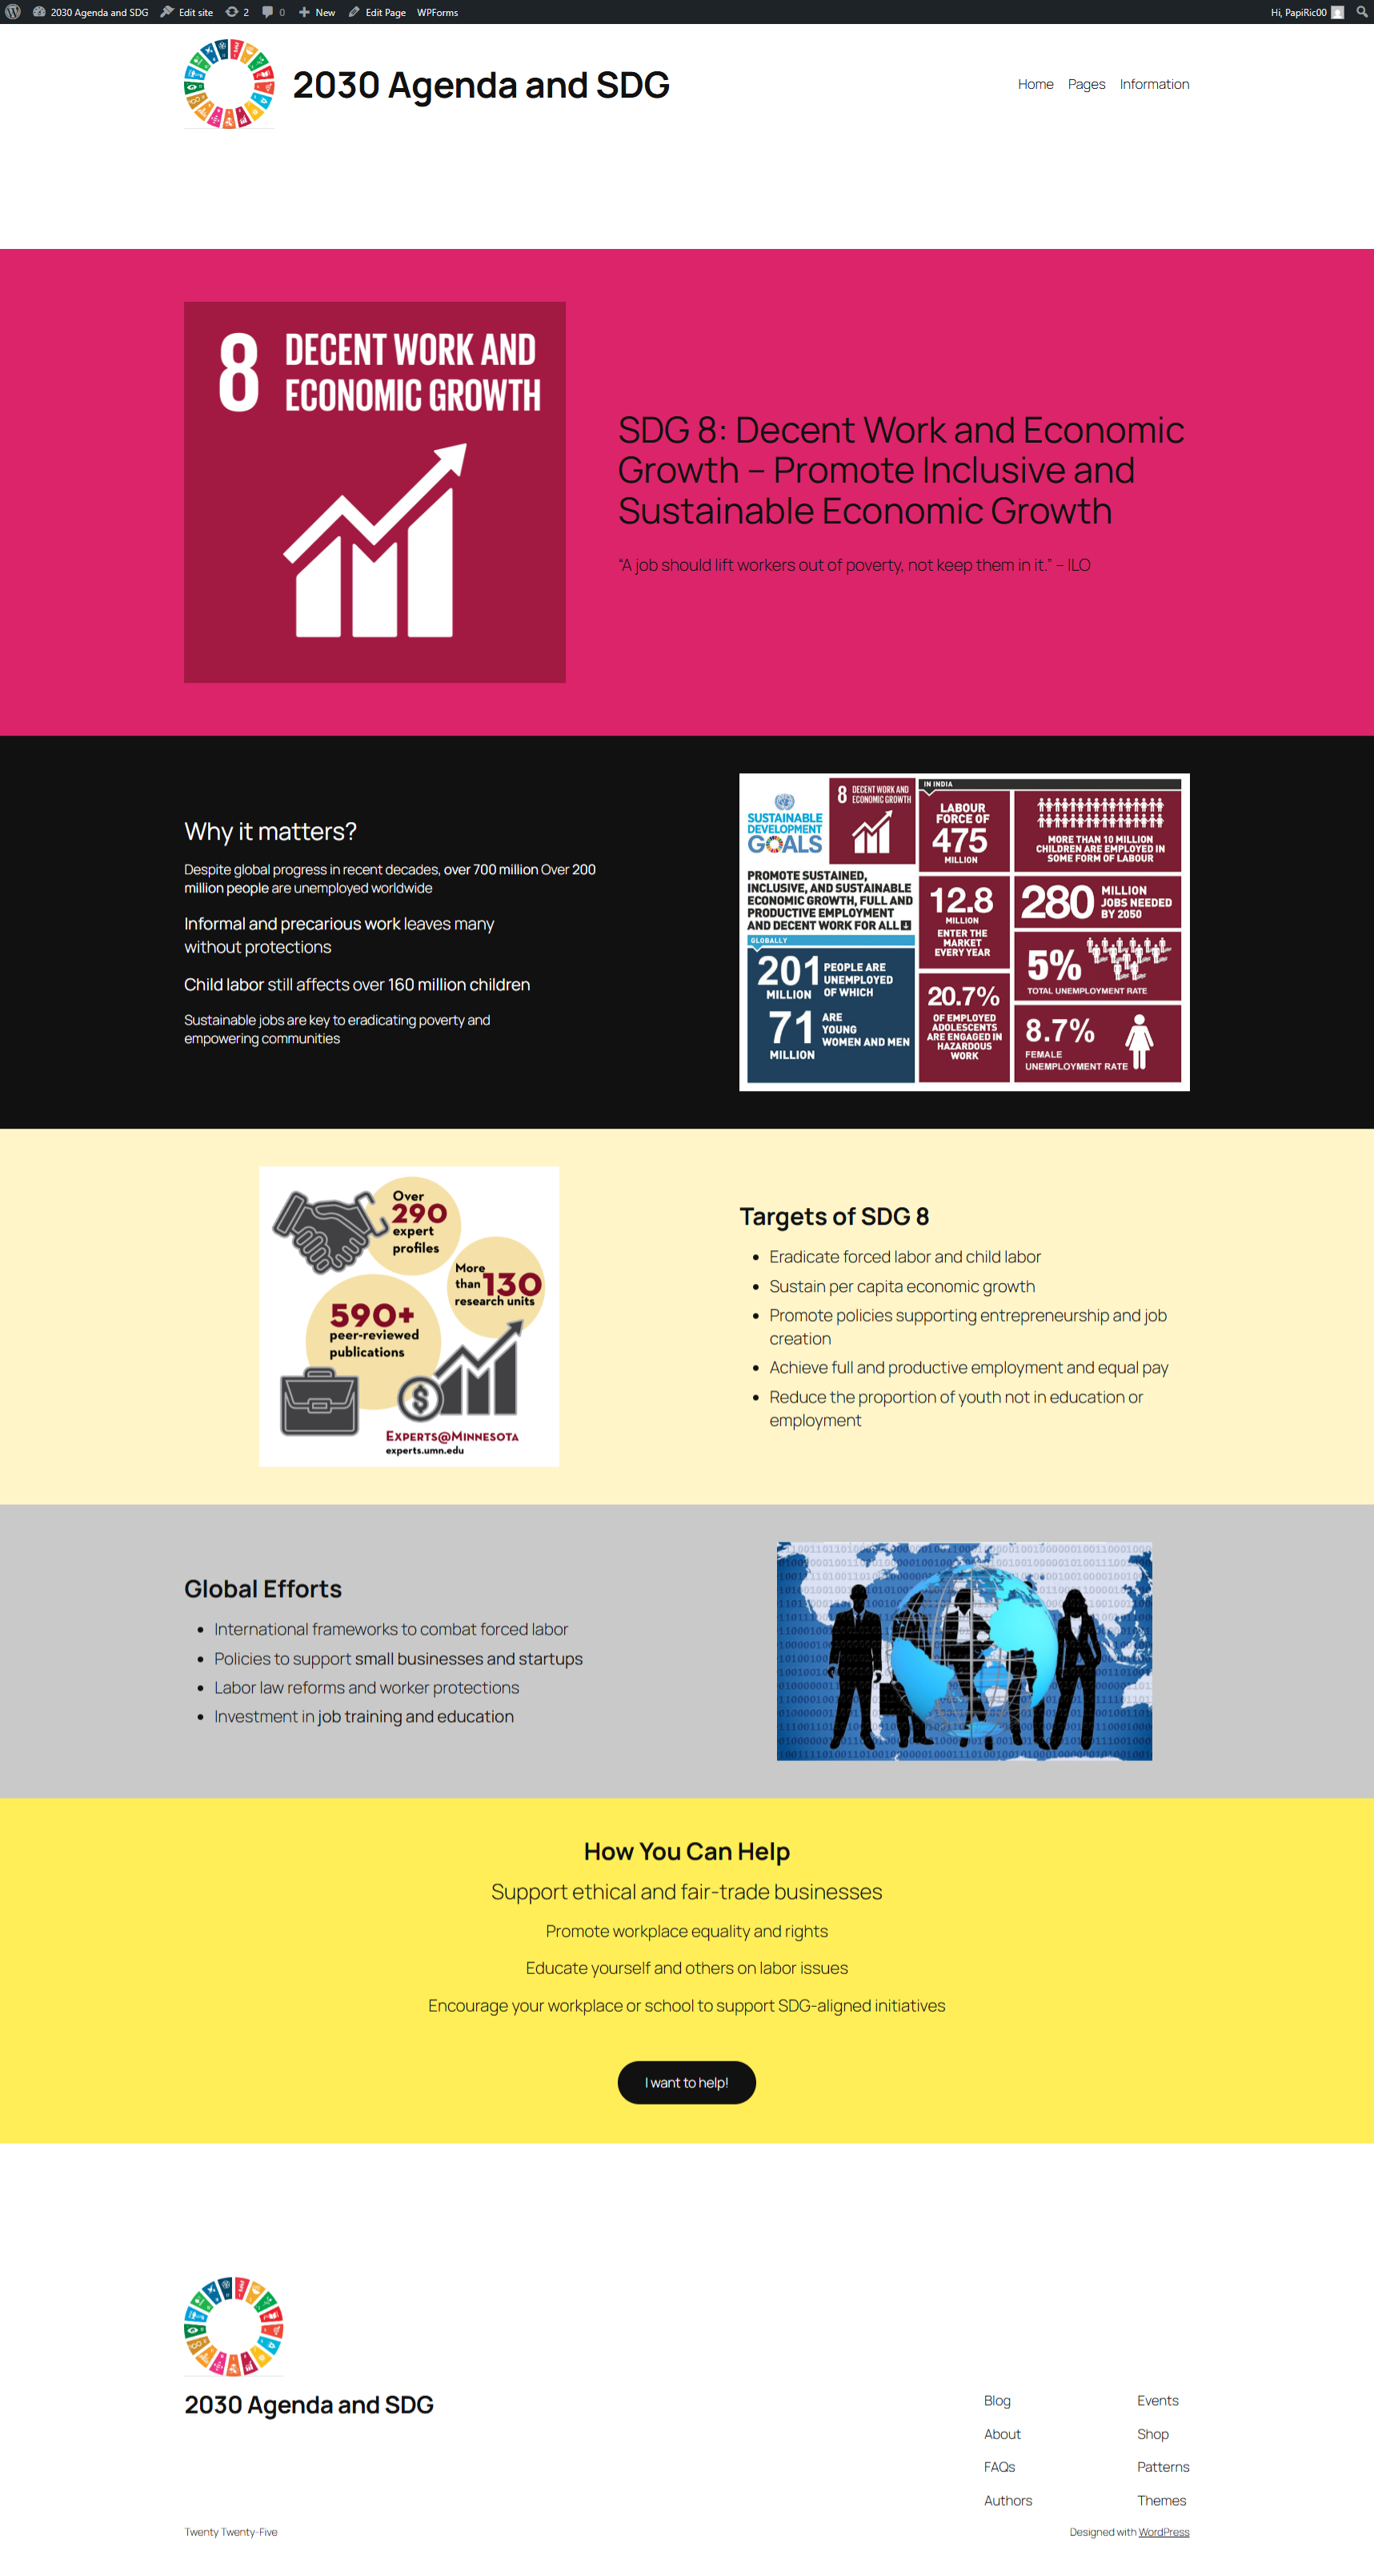 2030 Agenda and SDG Edit site 2 0 New Edit Page WPForms Hi, PapiRic00
2030 Agenda and SDG
Home Pages Information
8 DECENT WORK AND
ECONOMIC GROWTH
SDG 8: Decent Work and Economic
Growth – Promote Inclusive and
Sustainable Economic Growth
“A job should lift workers out of poverty, not keep them in it.” – ILO
Why it matters?
Despite global progress in recent decades, over 700 million Over 200
million people are unemployed worldwide
Informal and precarious work leaves many
without protections
Child labor still affects over 160 million children
Sustainable jobs are key to eradicating poverty and
empowering communities
SUSTAINABLE
DEVELOPMENT
GOALS
8 DECENT WORK AND
ECONOMIC GROWTH
PROMOTE SUSTAINED,
INCLUSIVE, AND SUSTAINABLE
ECONOMIC GROWTH, FULL AND
PRODUCTIVE EMPLOYMENT
AND DECENT WORK FOR ALL
GLOBALLY
201
MILLION
PEOPLE ARE
UNEMPLOYED
OF WHICH
71
MILLION
ARE
YOUNG
WOMEN AND MEN
IN INDIA
LABOUR
FORCE OF
475
MILLION
12.8
MILLION
ENTER THE
MARKET
EVERY YEAR
20.7%
OF EMPLOYED
ADOLESCENTS
ARE ENGAGED IN
HAZARDOUS
WORK
MORE THAN 10 MILLION
CHILDREN ARE EMPLOYED IN
SOME FORM OF LABOUR
280 MILLION
JOBS NEEDED
BY 2050
5%
TOTAL UNEMPLOYMENT RATE
8.7%
FEMALE
UNEMPLOYMENT RATE
Over
290
expert
profiles
More
than 130
research units
590+
peer-reviewed
publications
$
EXPERTS@MINNESOTA
experts.umn.edu
Targets of SDG 8
• Eradicate forced labor and child labor
• Sustain per capita economic growth
• Promote policies supporting entrepreneurship and job
creation
• Achieve full and productive employment and equal pay
• Reduce the proportion of youth not in education or
employment
Global Efforts
• International frameworks to combat forced labor
• Policies to support small businesses and startups
• Labor law reforms and worker protections
• Investment in job training and education
How You Can Help
Support ethical and fair-trade businesses
Promote workplace equality and rights
Educate yourself and others on labor issues
Encourage your workplace or school to support SDG-aligned initiatives
I want to help!
2030 Agenda and SDG
Blog
About
FAQs
Authors
Events
Shop
Patterns
Themes
Twenty Twenty-Five
Designed with WordPress